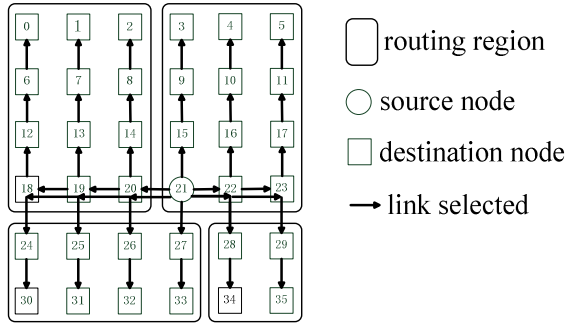 0 1 2 3 4 5
6 7 8 9 10 11
12 13 14 15 16 17
18 19 20 21 22 23
24 25 26 27 28 29
30 31 32 33 34 35
routing region
source node
destination node
link selected